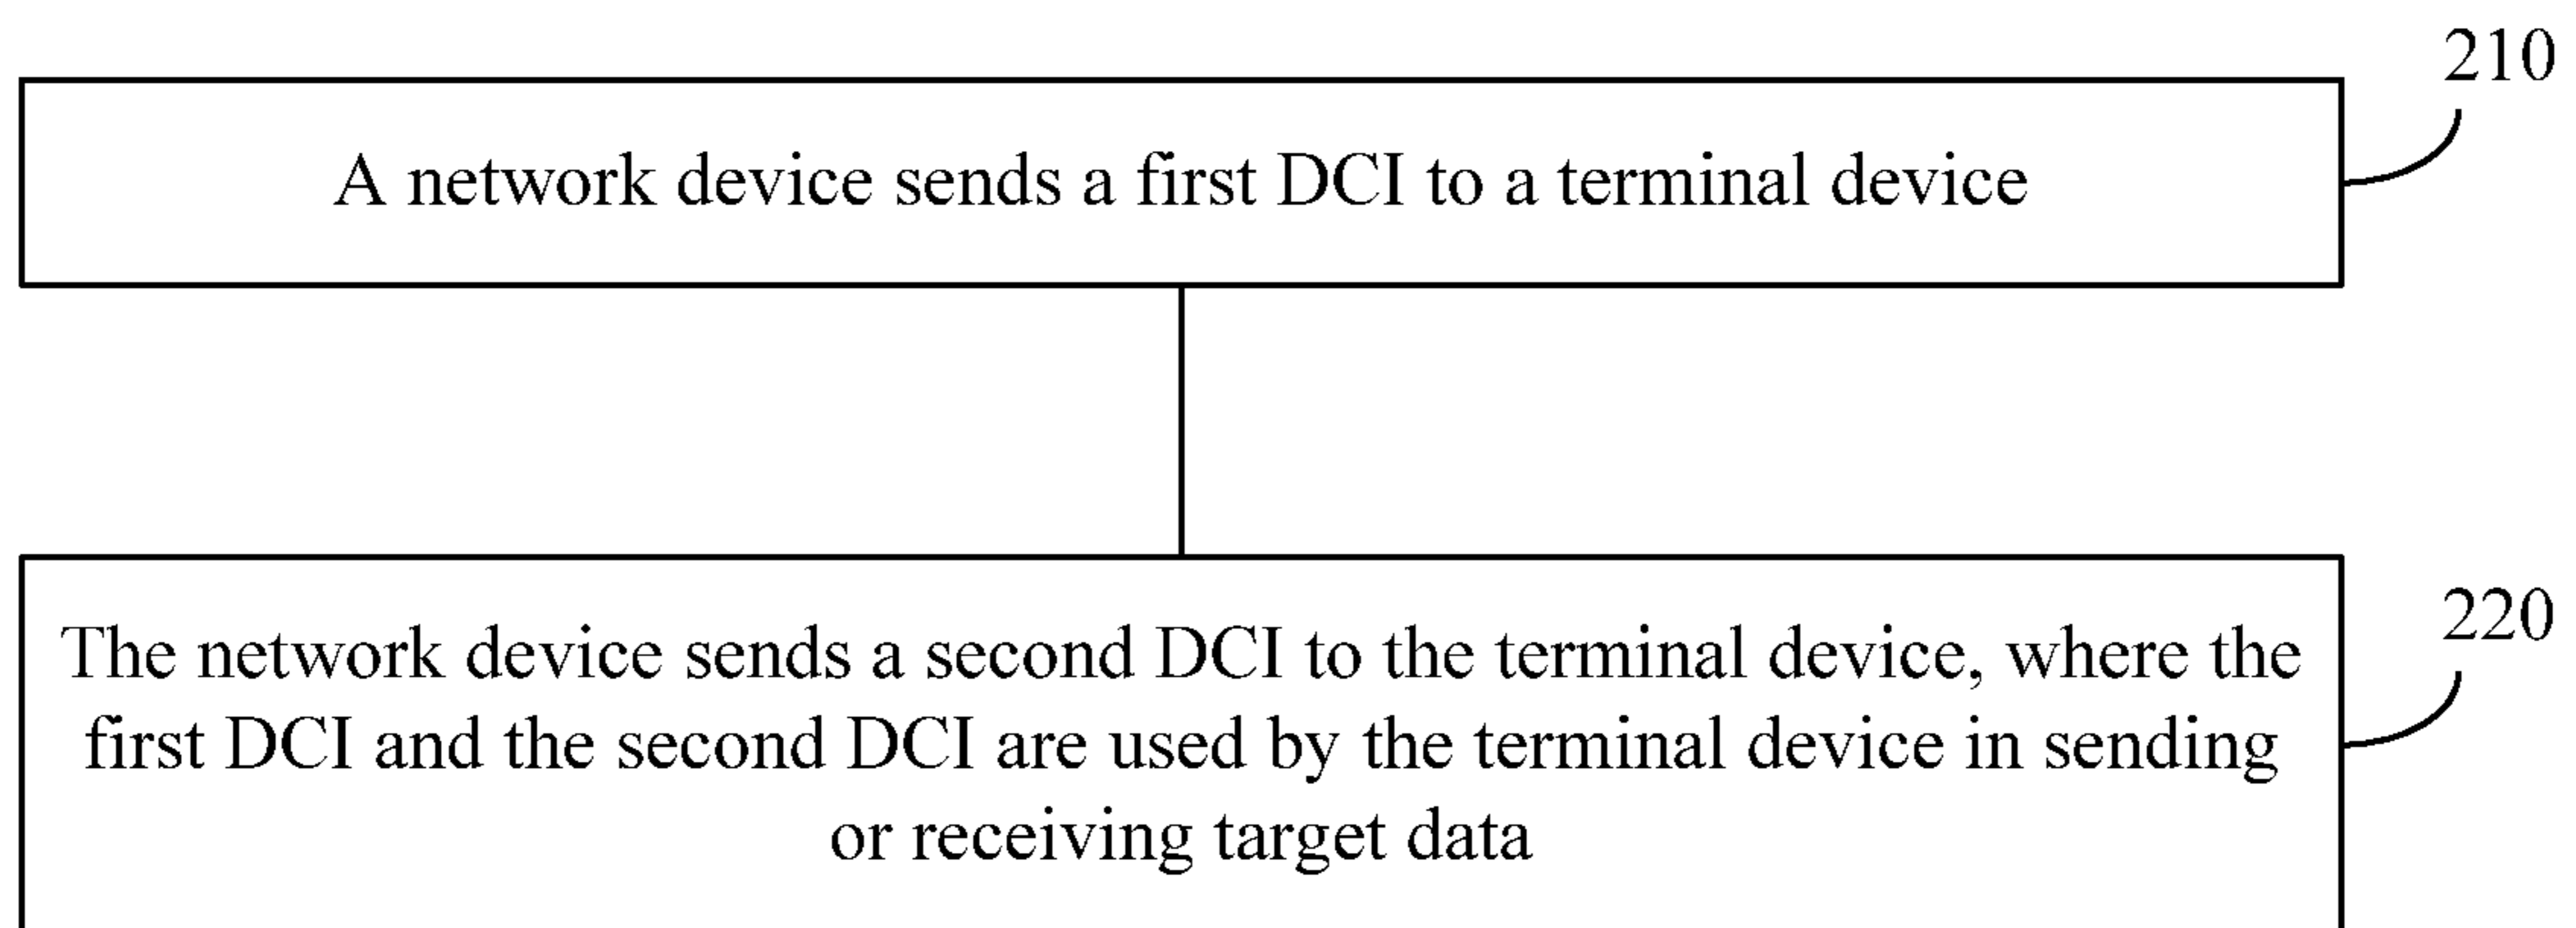 210
A network device sends a first DCI to a terminal device
220
The network device sends a second DCI to the terminal device, where the
first DCI and the second DCI are used by the terminal device in sending
or receiving target data